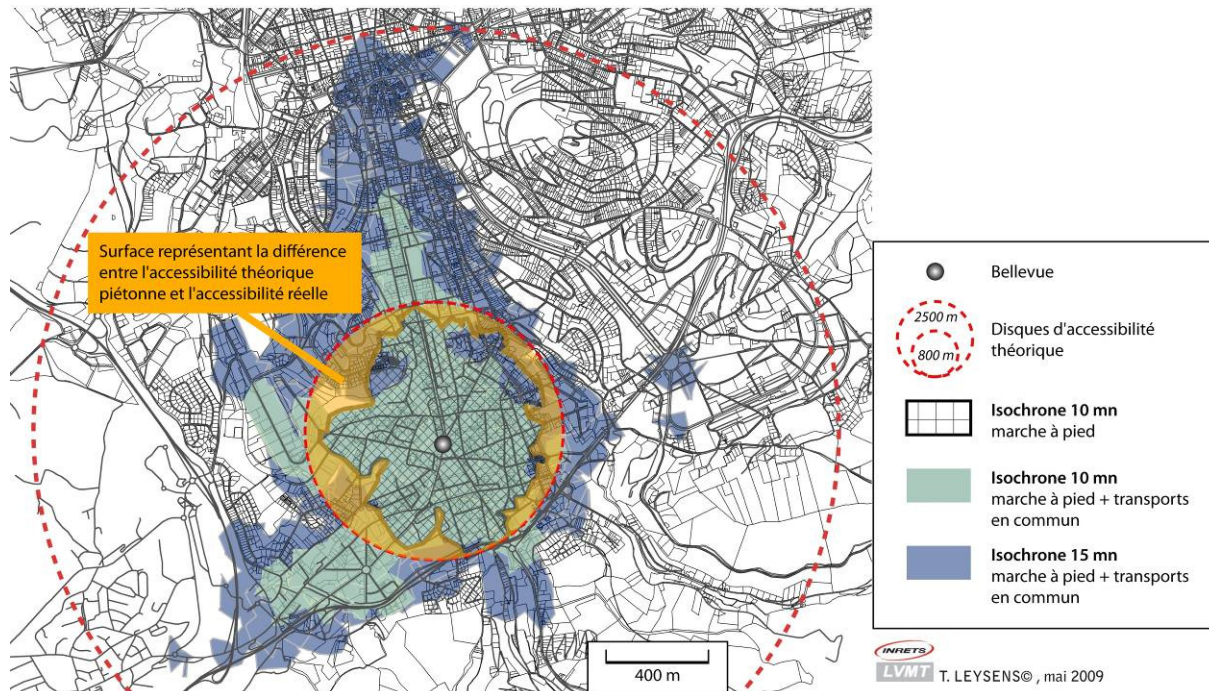 Surface représentant la différence
entre l'accessibilité théorique
piétonne et l'accessibilité réelle
Bellevue
2500 m
800 m
Disques d'accessibilité
théorique
Isochrone 10 mn
marche à pied
Isochrone 10 mn
marche à pied + transports
en commun
Isochrone 15 mn
marche à pied + transports
en commun
400 m
INRETS
LVMT T. LEYSENS© , mai 2009